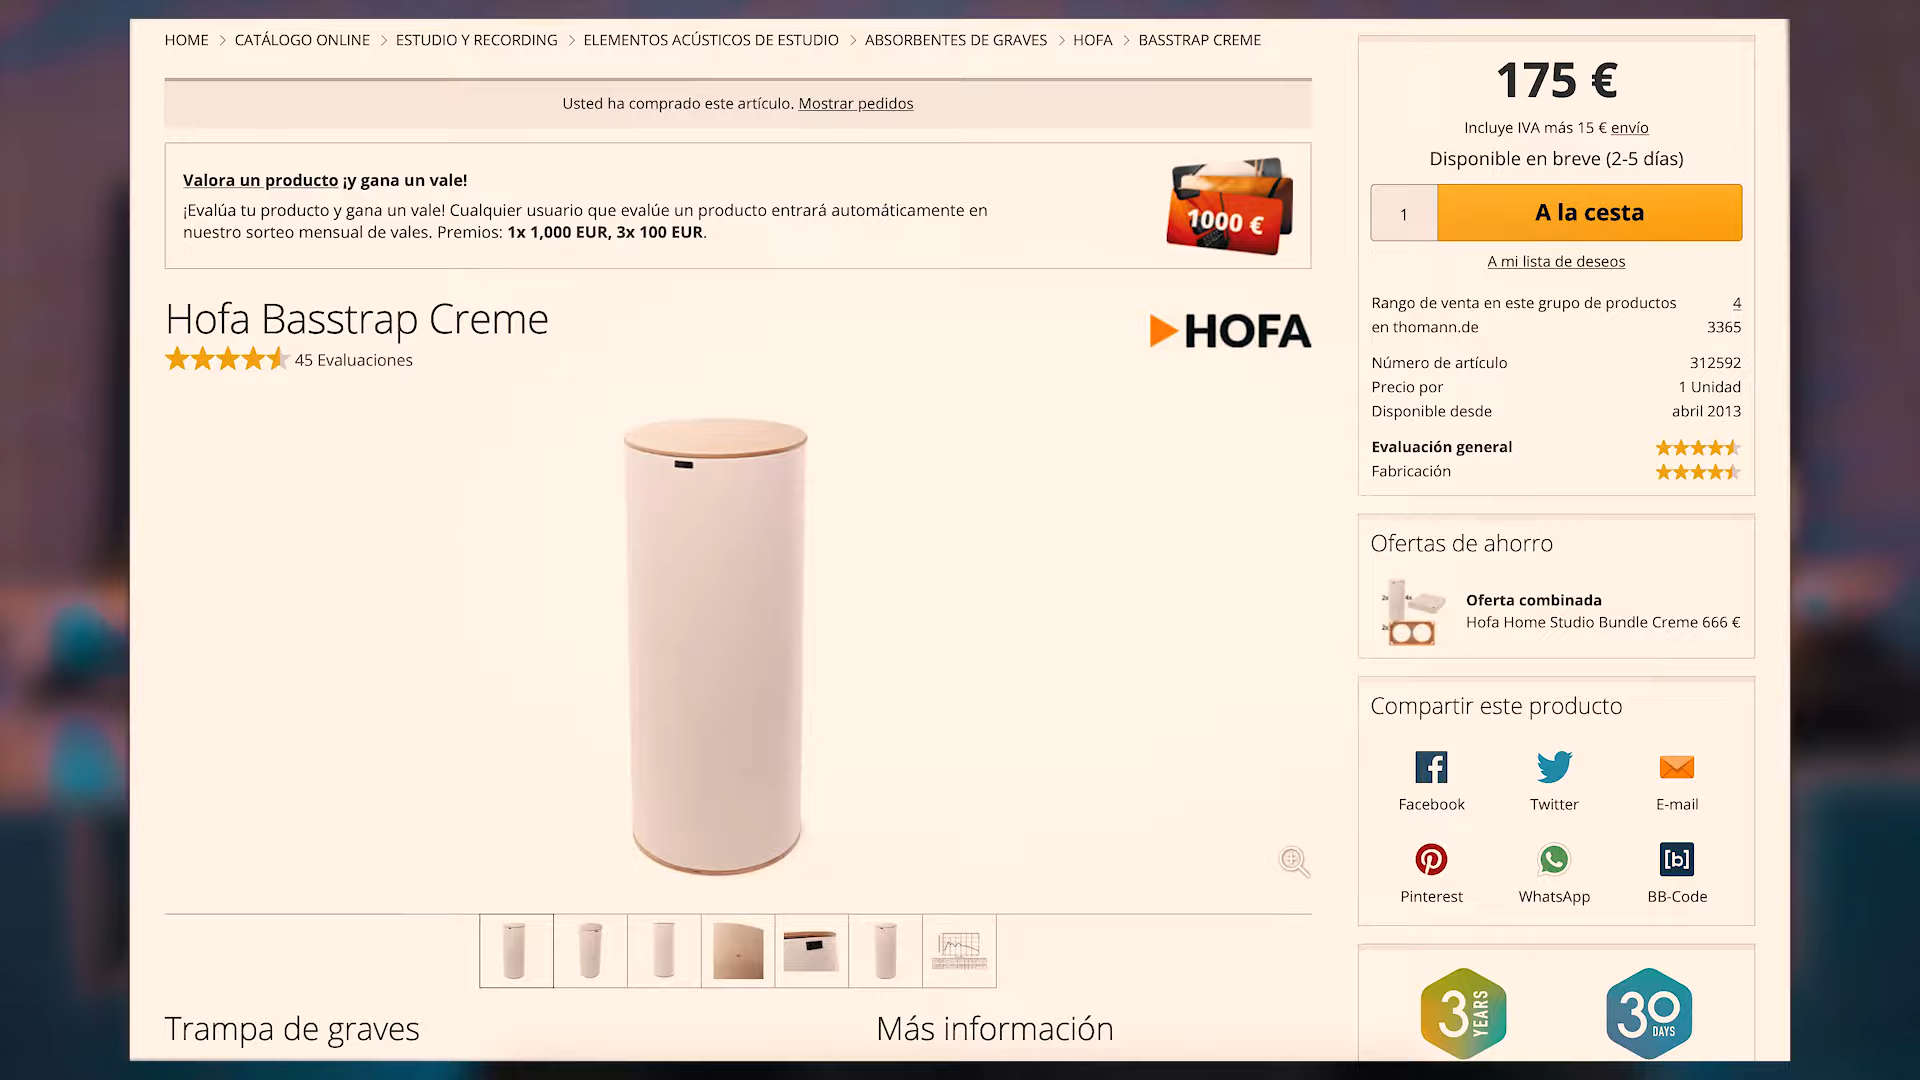 HOME > CATÁLOGO ONLINE > ESTUDIO Y RECORDING > ELEMENTOS ACÚSTICOS DE ESTUDIO > ABSORBENTES DE GRAVES > HOFA > BASSTRAP CREME
Usted ha comprado este artículo. Mostrar pedidos
Valora un producto ¡y gana un vale!
¡Evalúa tu producto y gana un vale! Cualquier usuario que evalúe un producto entrará automáticamente en
nuestro sorteo mensual de vales. Premios: 1x 1,000 EUR, 3x 100 EUR.
1000 €
Hofa Basstrap Creme
45 Evaluaciones
HOFA
Trampa de graves
Más información
175 €
Incluye IVA más 15 € envío
Disponible en breve (2-5 días)
1
A la cesta
A mi lista de deseos
Rango de venta en este grupo de productos 4
en thomann.de 3365
Número de artículo 312592
Precio por 1 Unidad
Disponible desde abril 2013
Evaluación general
Fabricación
Ofertas de ahorro
Oferta combinada
Hofa Home Studio Bundle Creme 666 €
Compartir este producto
Facebook
Twitter
E-mail
[b]
Pinterest
WhatsApp
BB-Code
3 YEARS
30 DAYS